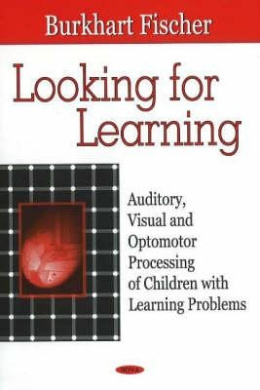 Burkhart Fischer
Looking for
Learning
Auditory,
Visual and
Optomotor
Processing
of Children with
Learning Problems